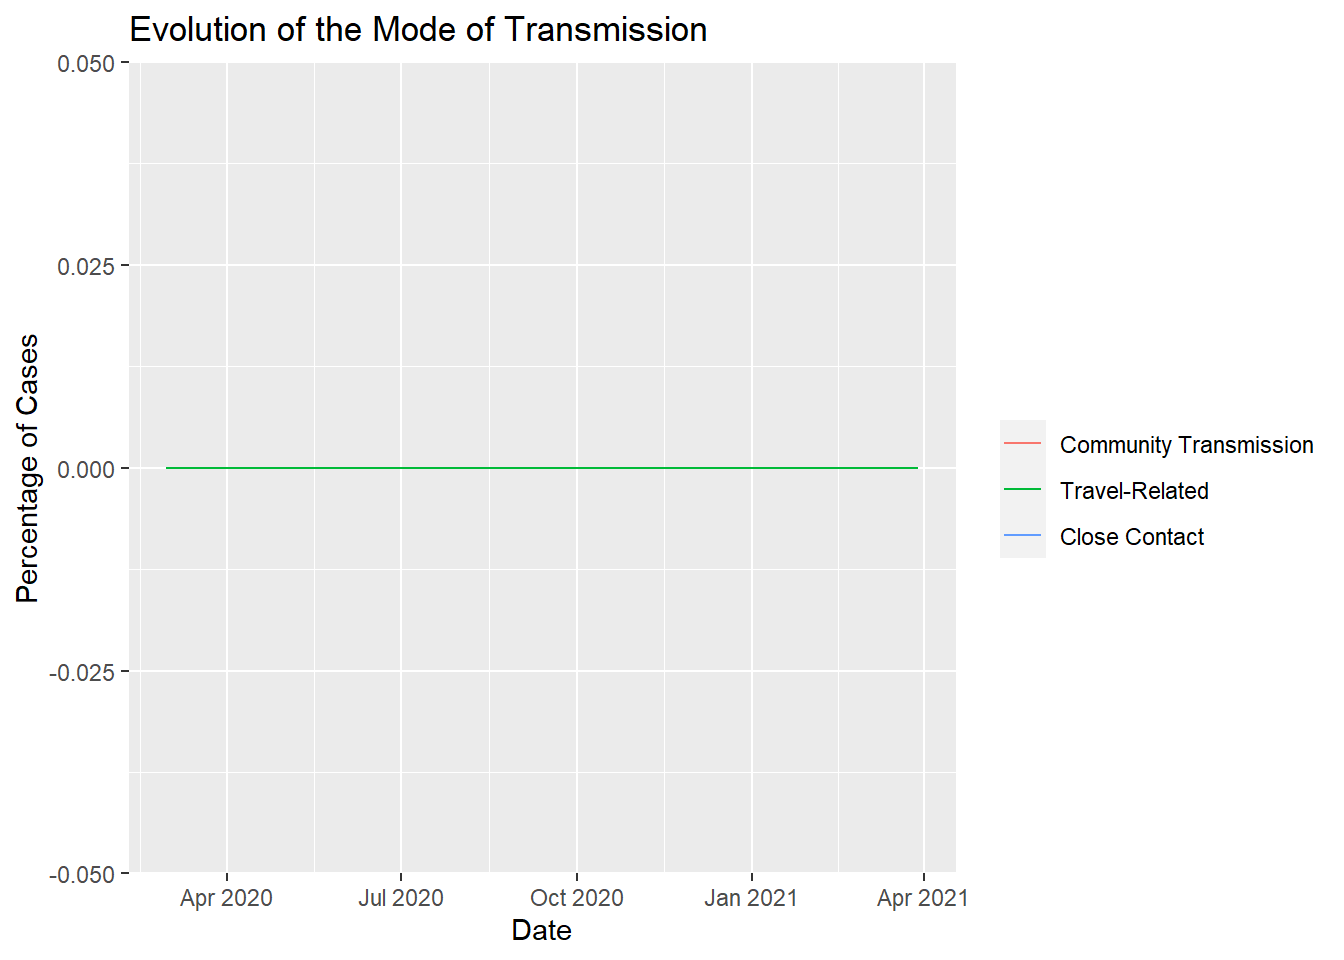 Evolution of the Mode of Transmission
0.050
0.025
0.000
-0.025
-0.050
Percentage of Cases
Apr 2020
Jul 2020
Oct 2020
Jan 2021
Apr 2021
Date
Community Transmission
Travel-Related
Close Contact